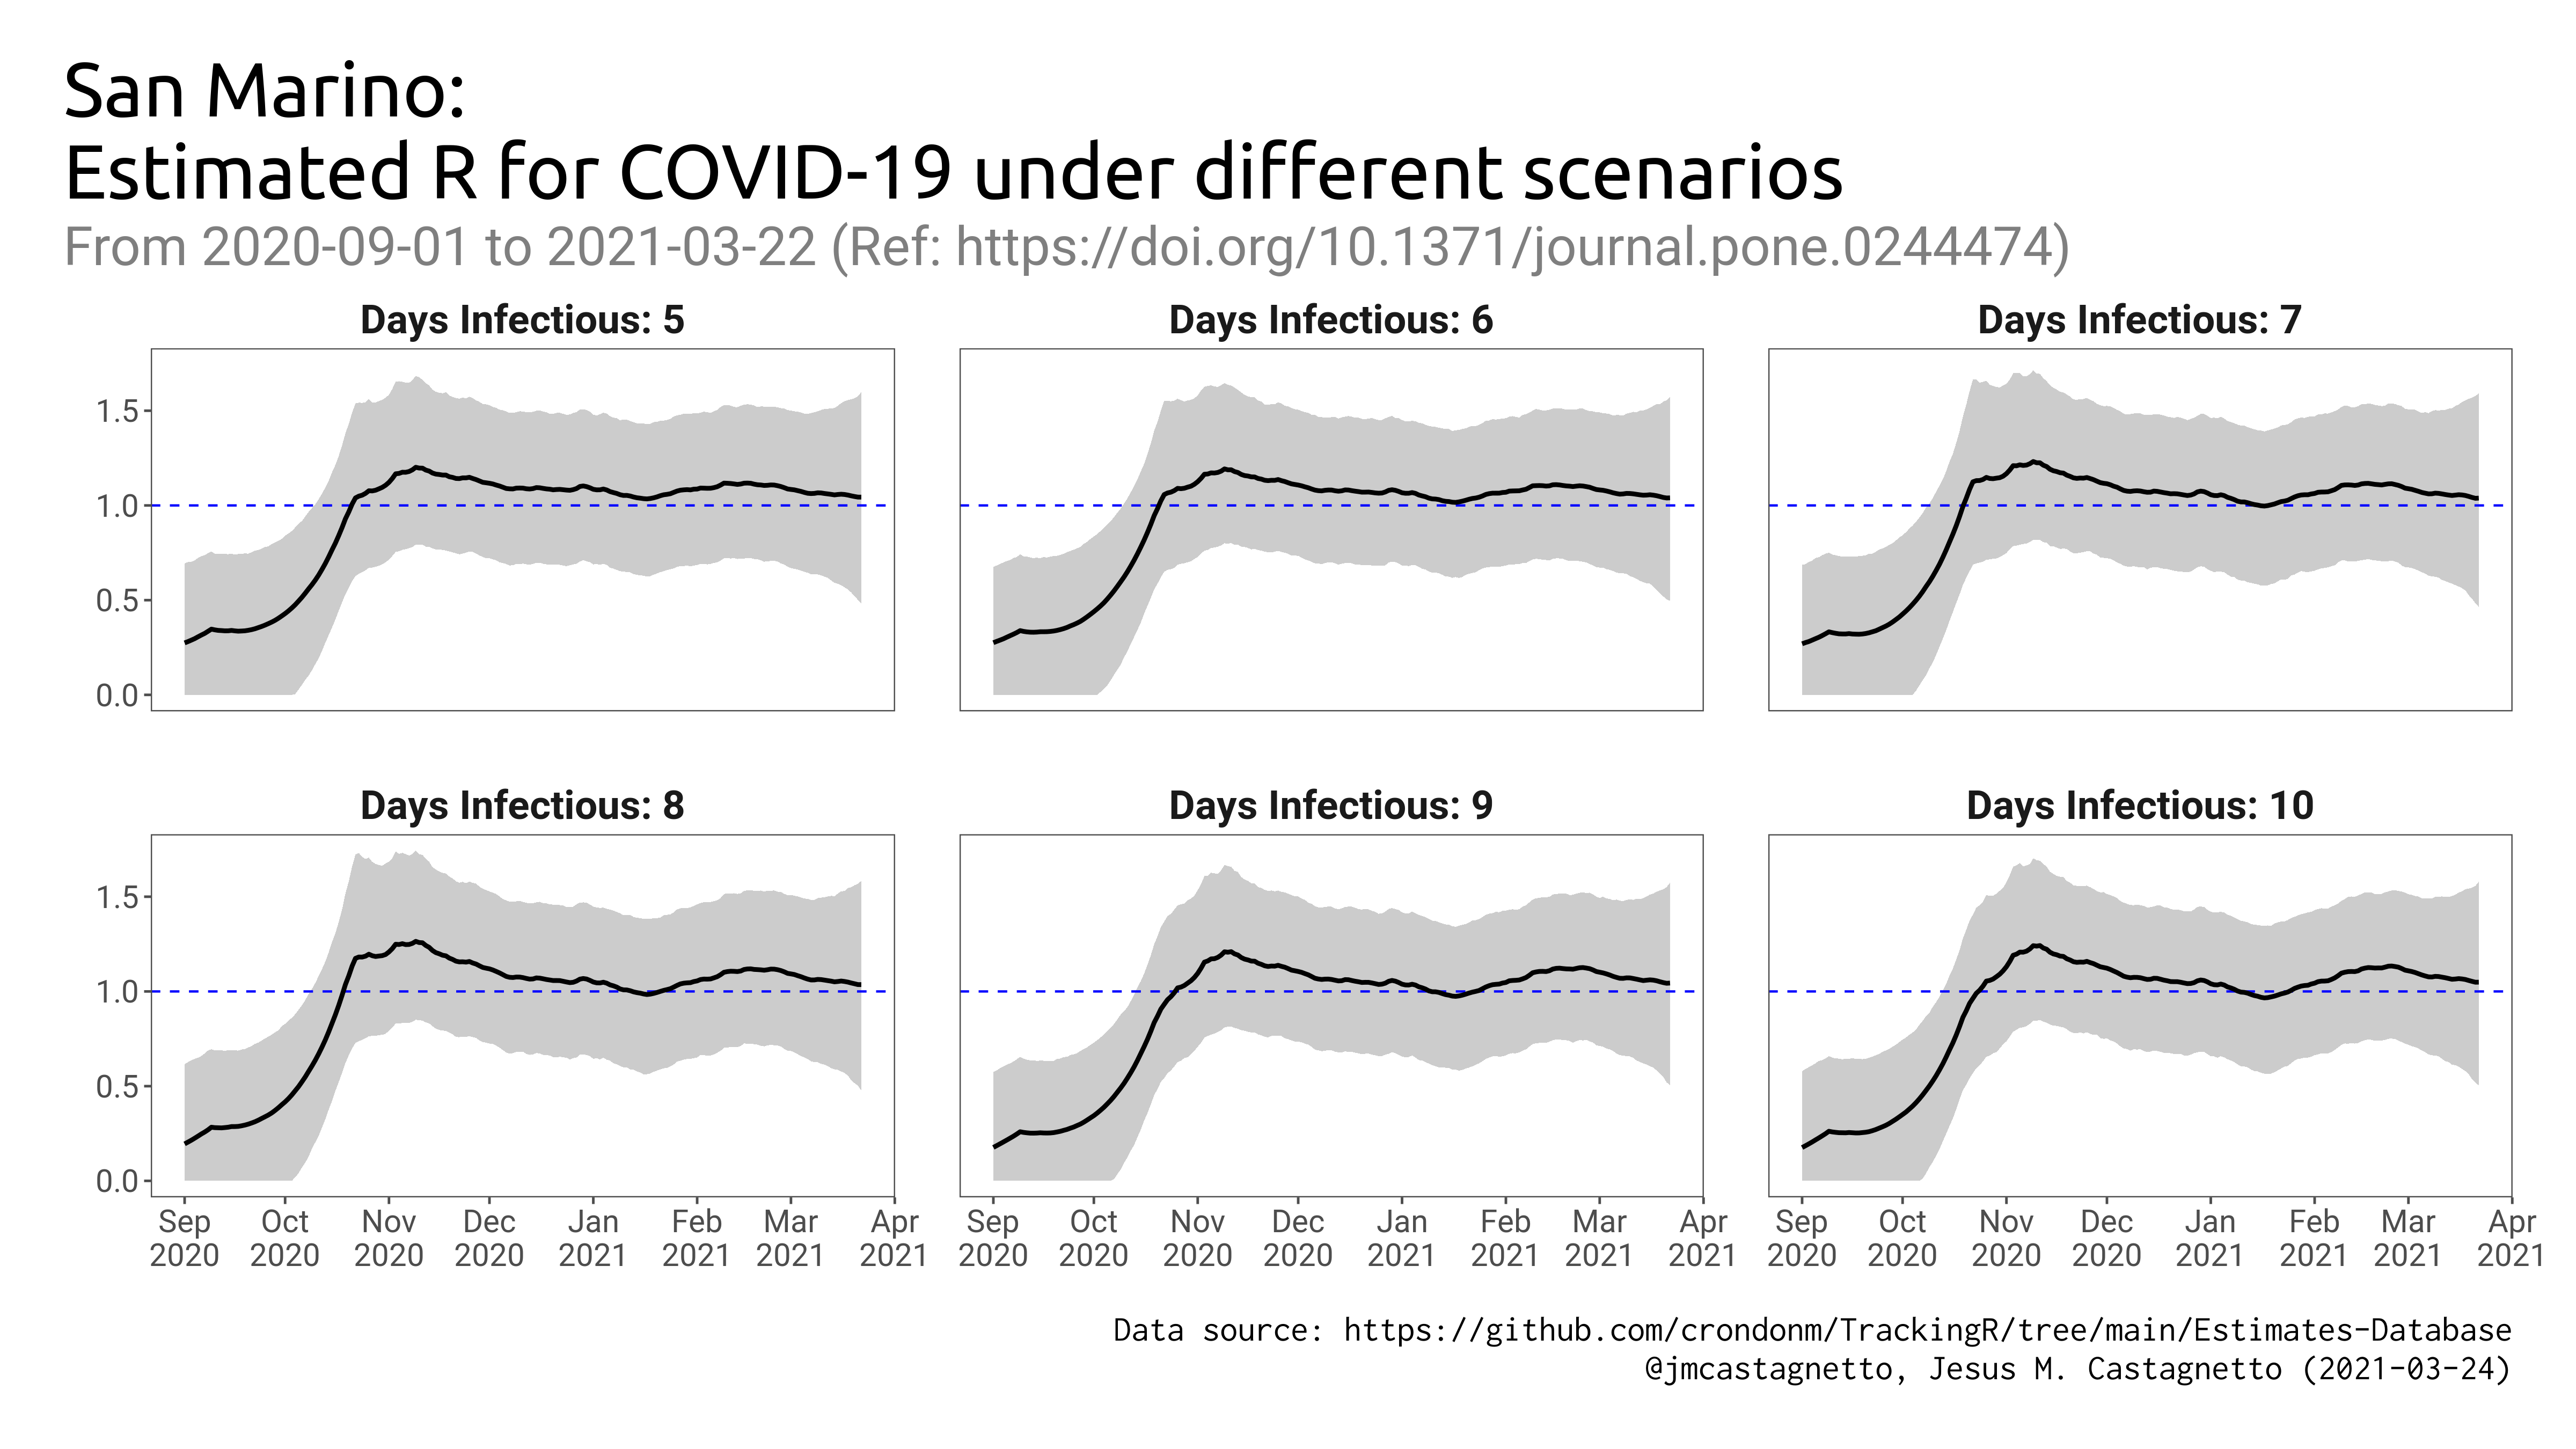 San Marino:
Estimated R for COVID-19 under different scenarios
From 2020-09-01 to 2021-03-22 (Ref: https://doi.org/10.1371/journal.pone.0244474)
Days Infectious: 5
Days Infectious: 6
Days Infectious: 7
1.5
1.0
0.5
0.0
Days Infectious: 8
Days Infectious: 9
Days Infectious: 10
1.5
1.0
0.5
0.0
Sep Oct Nov Dec Jan Feb Mar Apr
2020 2020 2020 2020 2021 2021 2021 2021
Sep Oct Nov Dec Jan Feb Mar Apr
2020 2020 2020 2020 2021 2021 2021 2021
Sep Oct Nov Dec Jan Feb Mar Apr
2020 2020 2020 2020 2021 2021 2021 2021
Data source: https://github.com/crondonm/TrackingR/tree/main/Estimates-Database
@jmcastagnetto, Jesus M. Castagnetto (2021-03-24)